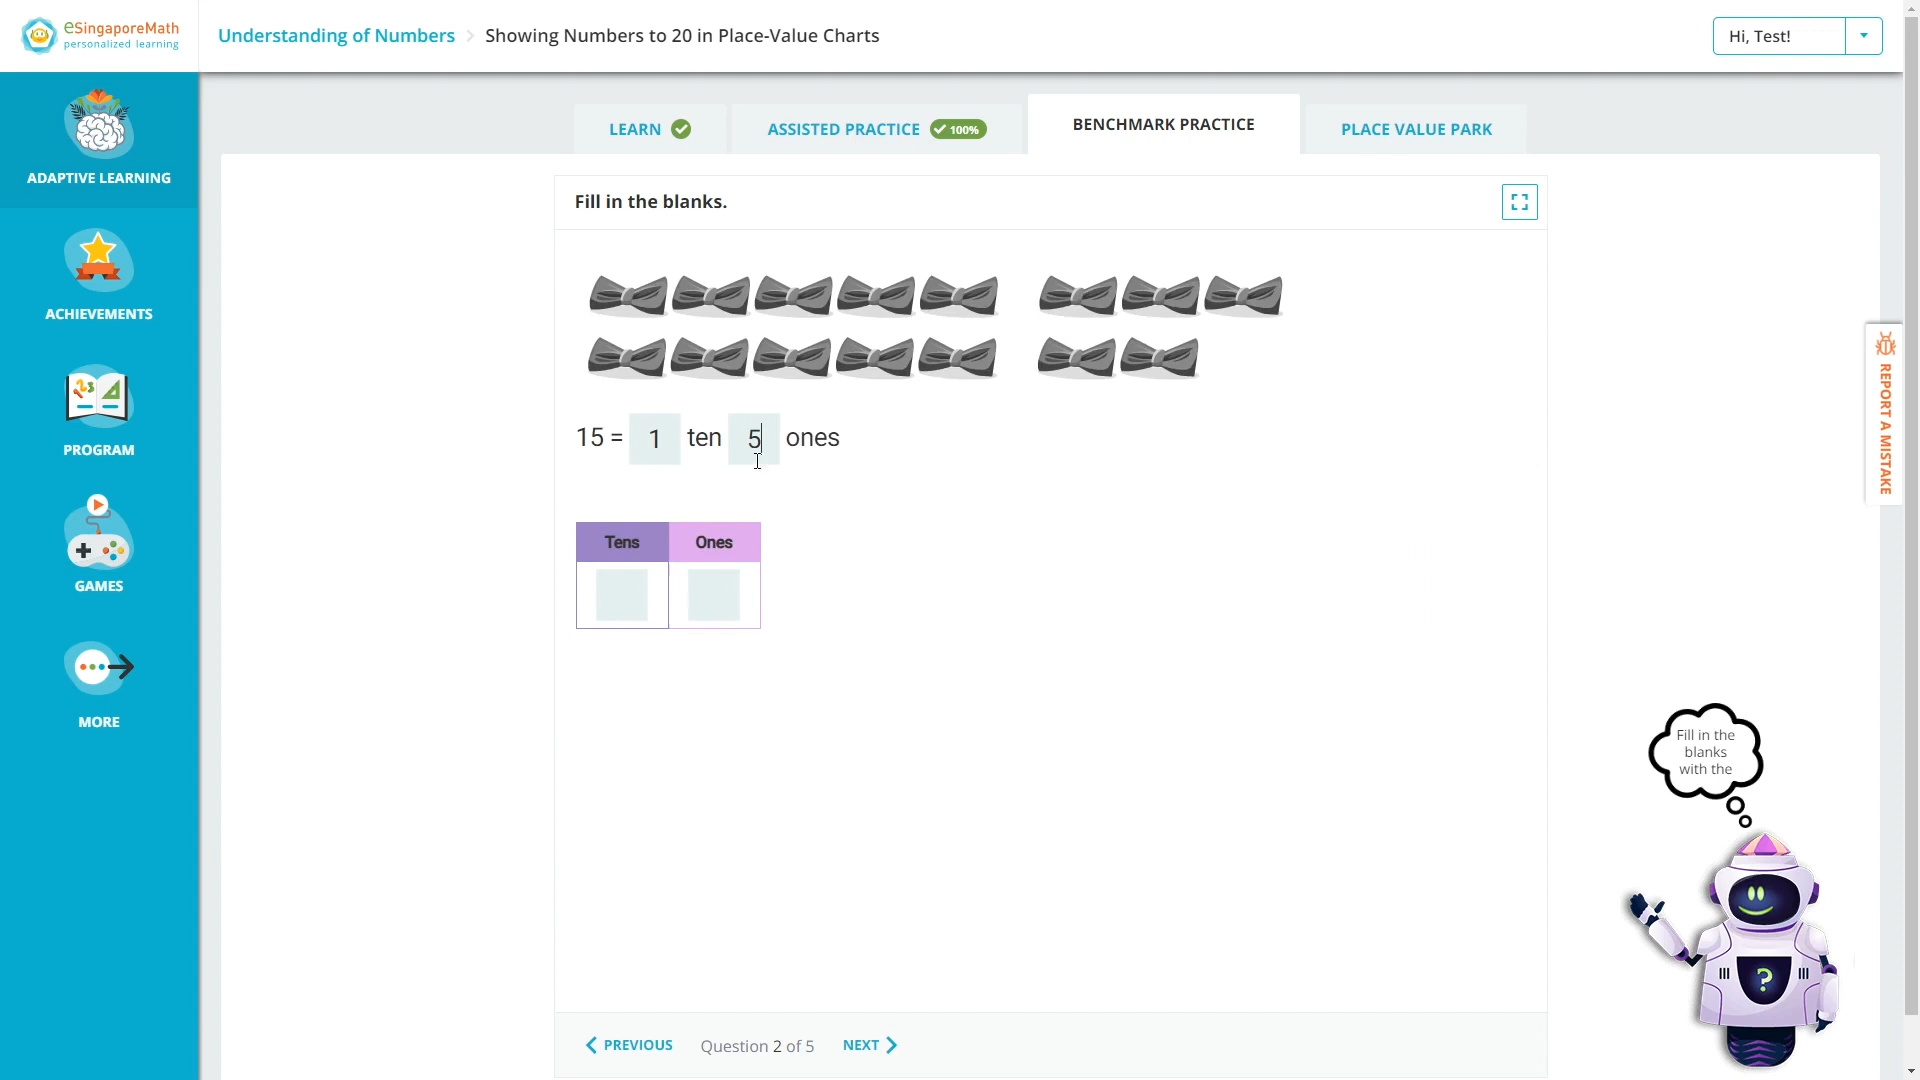 eSingaporeMath
personalized learning
Understanding of Numbers > Showing Numbers to 20 in Place-Value Charts
Hi, Test!
ADAPTIVE LEARNING
ACHIEVEMENTS
PROGRAM
GAMES
MORE
LEARN
ASSISTED PRACTICE 100%
BENCHMARK PRACTICE
PLACE VALUE PARK
Fill in the blanks.
15 = 1 ten 5 ones
Tens Ones
REPORT A MISTAKE
Fill in the
blanks
with the
?
PREVIOUS Question 2 of 5 NEXT